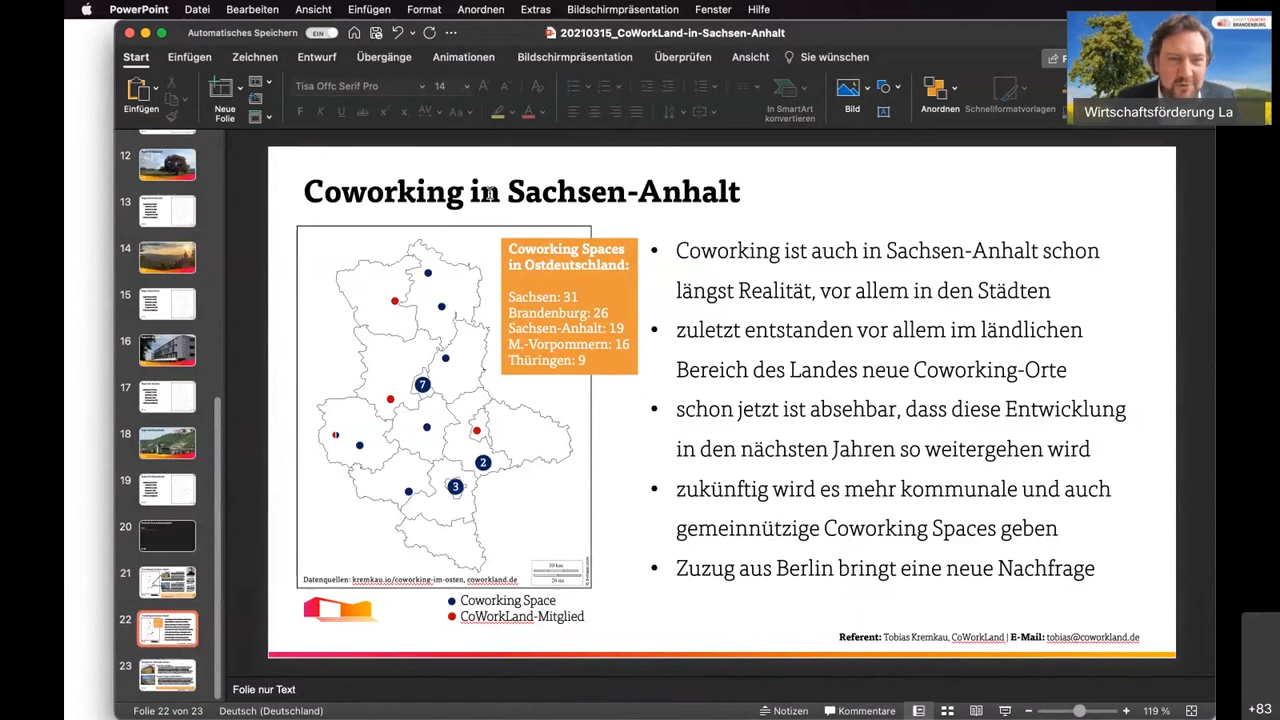 PowerPoint Datei Bearbeiten Ansicht Einfügen Format Anordnen Extras Bildschirmpräsentation Fenster Hilfe
Automatisches Speichern EIN
20210315_CoWorkLand-in-Sachsen-Anhalt
Start Einfügen Zeichnen Entwurf Übergänge Animationen Bildschirmpräsentation Überprüfen Ansicht Sie wünschen
Einfügen
Neue
Folie
Tisa Offc Serif Pro 14
In SmartArt
konvertieren
Bild
Anordnen
Schnellformatvorlagen
BRANDENBURG
Wirtschaftsförderung La
12
13
14
15
16
17
18
19
20
21
22
23
Coworking in Sachsen-Anhalt
Coworking Spaces
in Ostdeutschland:
Sachsen: 31
Brandenburg: 26
Sachsen-Anhalt: 19
M.-Vorpommern: 16
Thüringen: 9
7
2
3
50 km
20 mi
Datenquellen: kremkau.io/coworking-im-osten, coworkland.de
Coworking Space
CoWorkLand-Mitglied
• Coworking ist auch in Sachsen-Anhalt schon
längst Realität, vor allem in den Städten
• zuletzt entstanden vor allem im ländlichen
Bereich des Landes neue Coworking-Orte
• schon jetzt ist absehbar, dass diese Entwicklung
in den nächsten Jahren so weitergehen wird
• zukünftig wird es mehr kommunale und auch
gemeinnützige Coworking Spaces geben
• Zuzug aus Berlin bringt eine neue Nachfrage
Referent: Tobias Kremkau, CoWorkLand | E-Mail: tobias@coworkland.de
Folie nur Text
Folie 22 von 23 Deutsch (Deutschland) Notizen Kommentare 119 %
+83